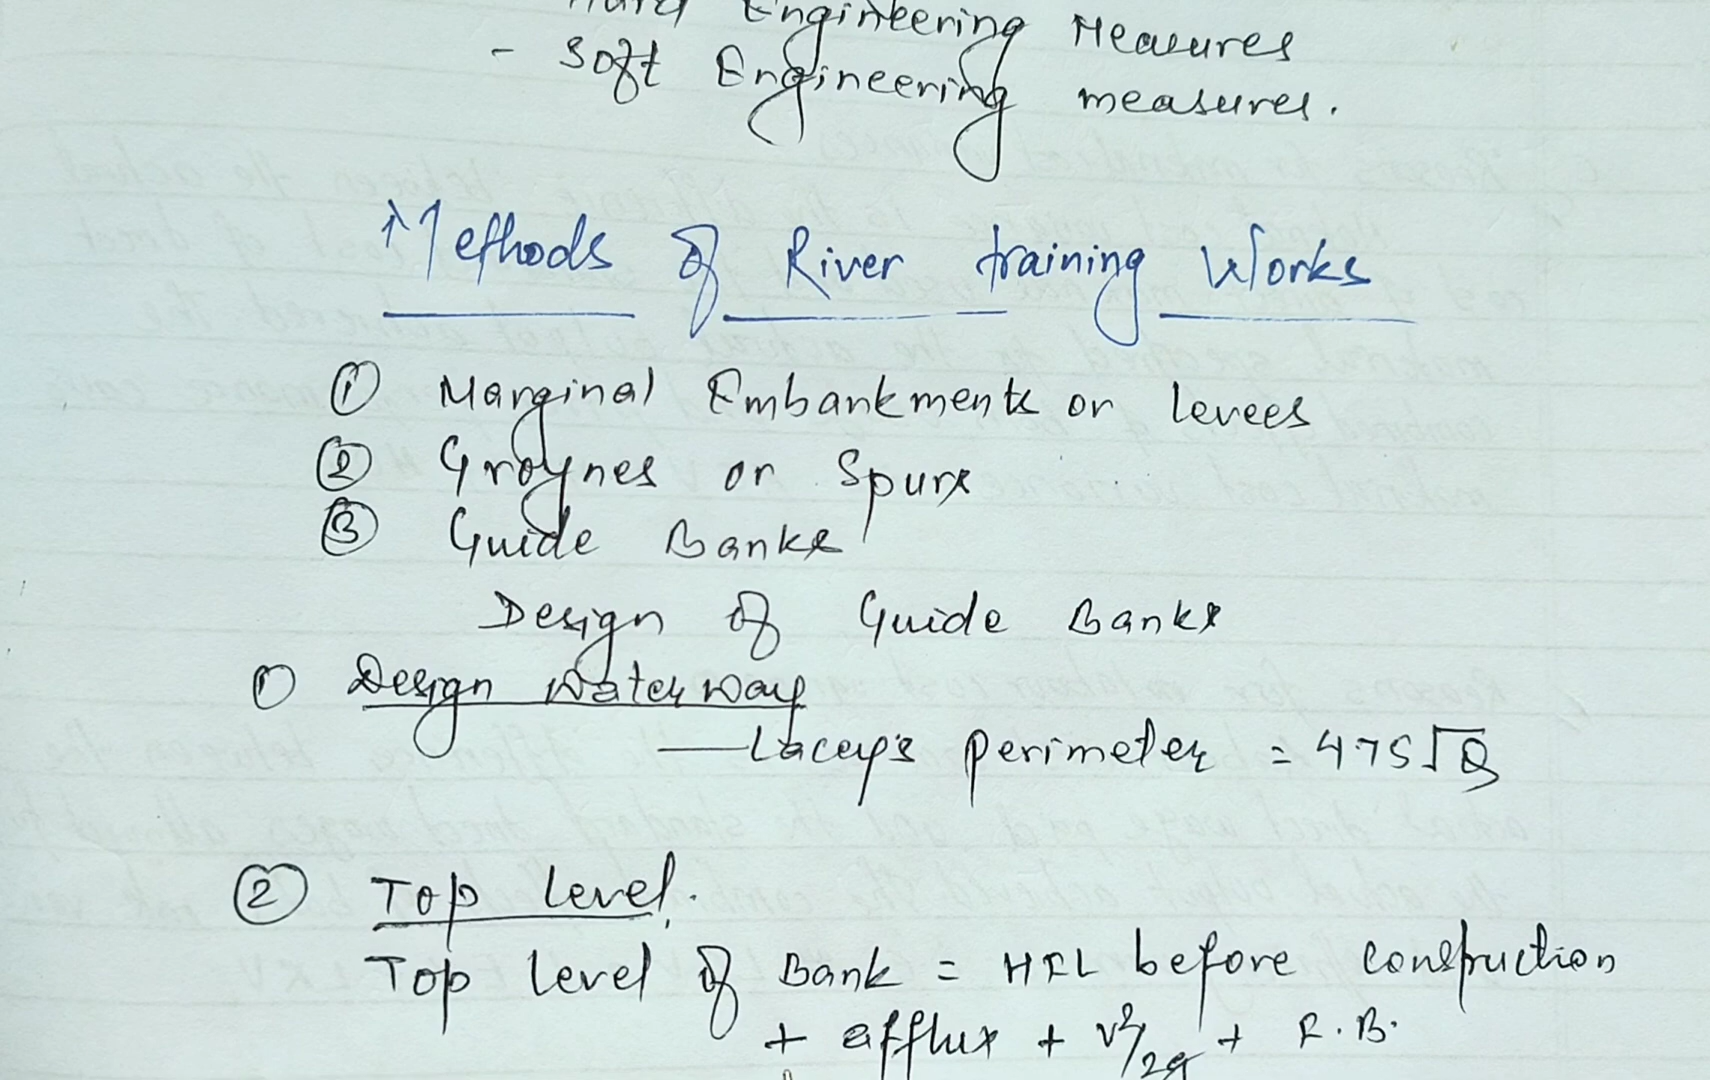 Hard Engineering Measures
- Soft Engineering measures.
Methods of River training Works
① Marginal Embankments or levees
② Groynes or Spurs
③ Guide Banks
Design of Guide Banks
① Design Waterway
— Lacey's perimeter = 475√Q
② Top level.
Top level of Bank = HFL before construction
+ afflux + v²/2g + F.B.